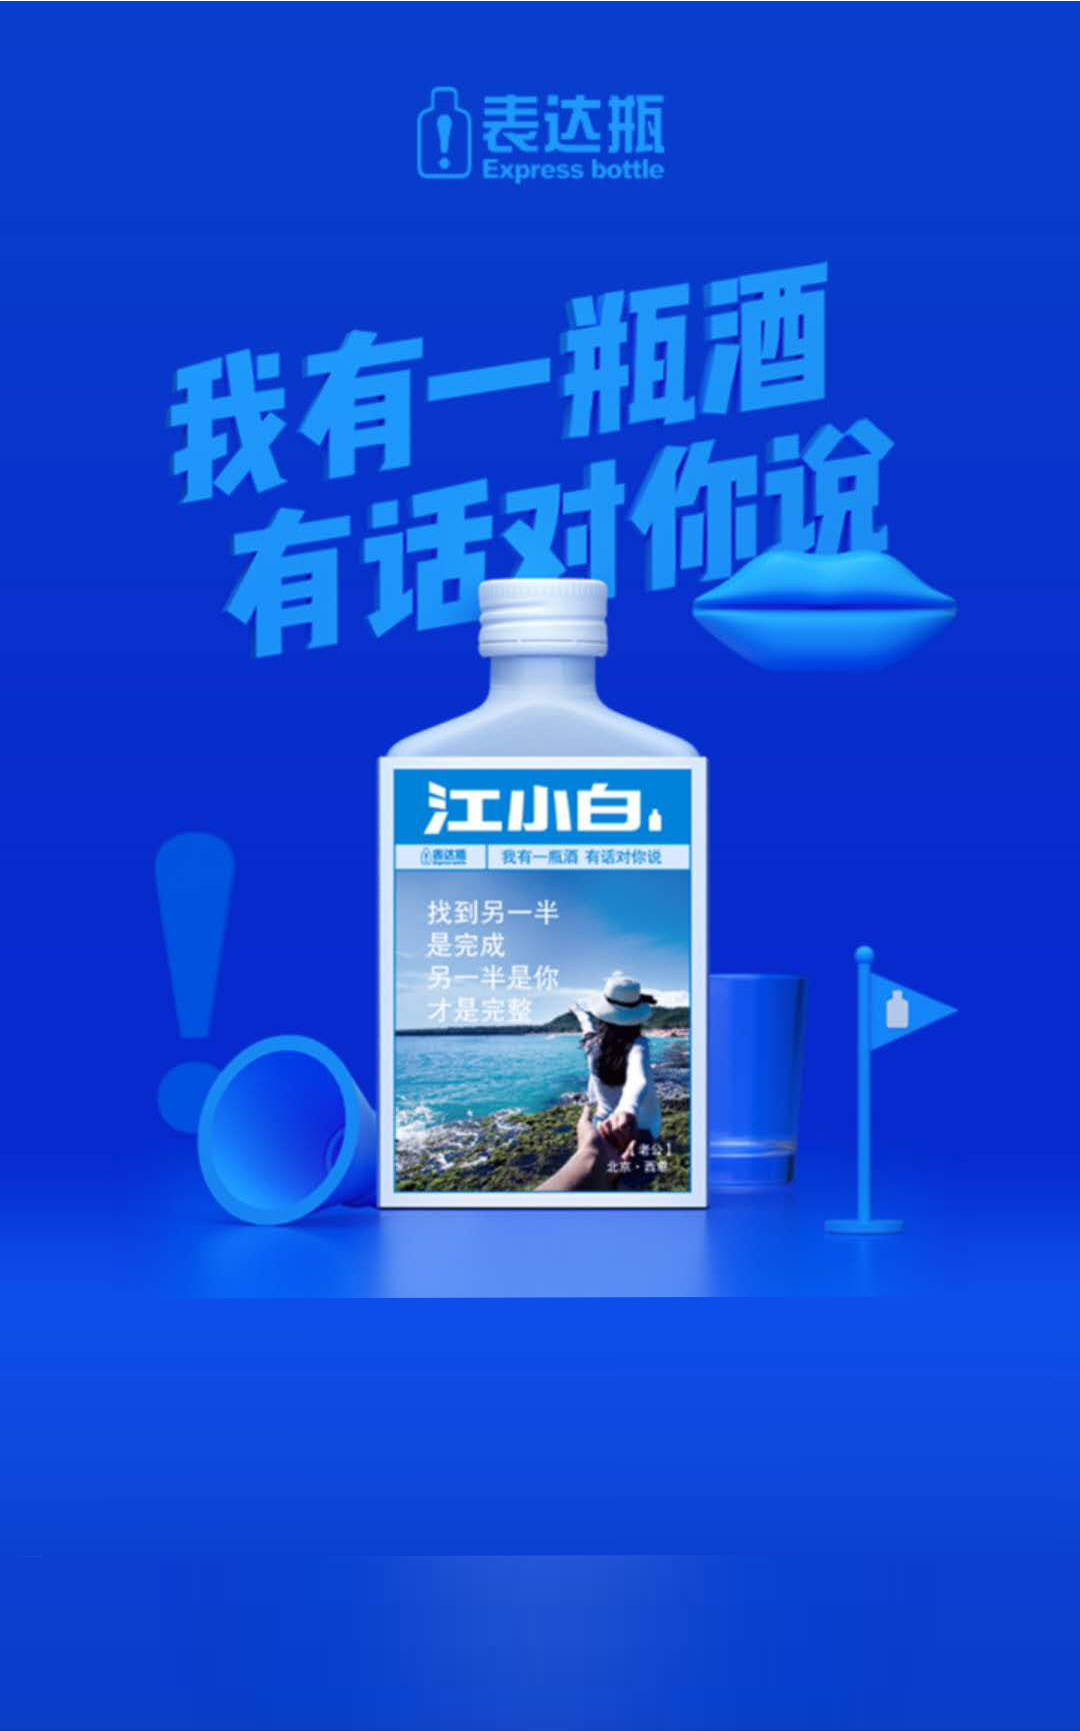 表达瓶
Express bottle
我有一瓶酒
有话对你说
江小白
表达瓶
我有一瓶酒 有话对你说
找到另一半
是完成
另一半是你
才是完整
【老公】
北京·西单